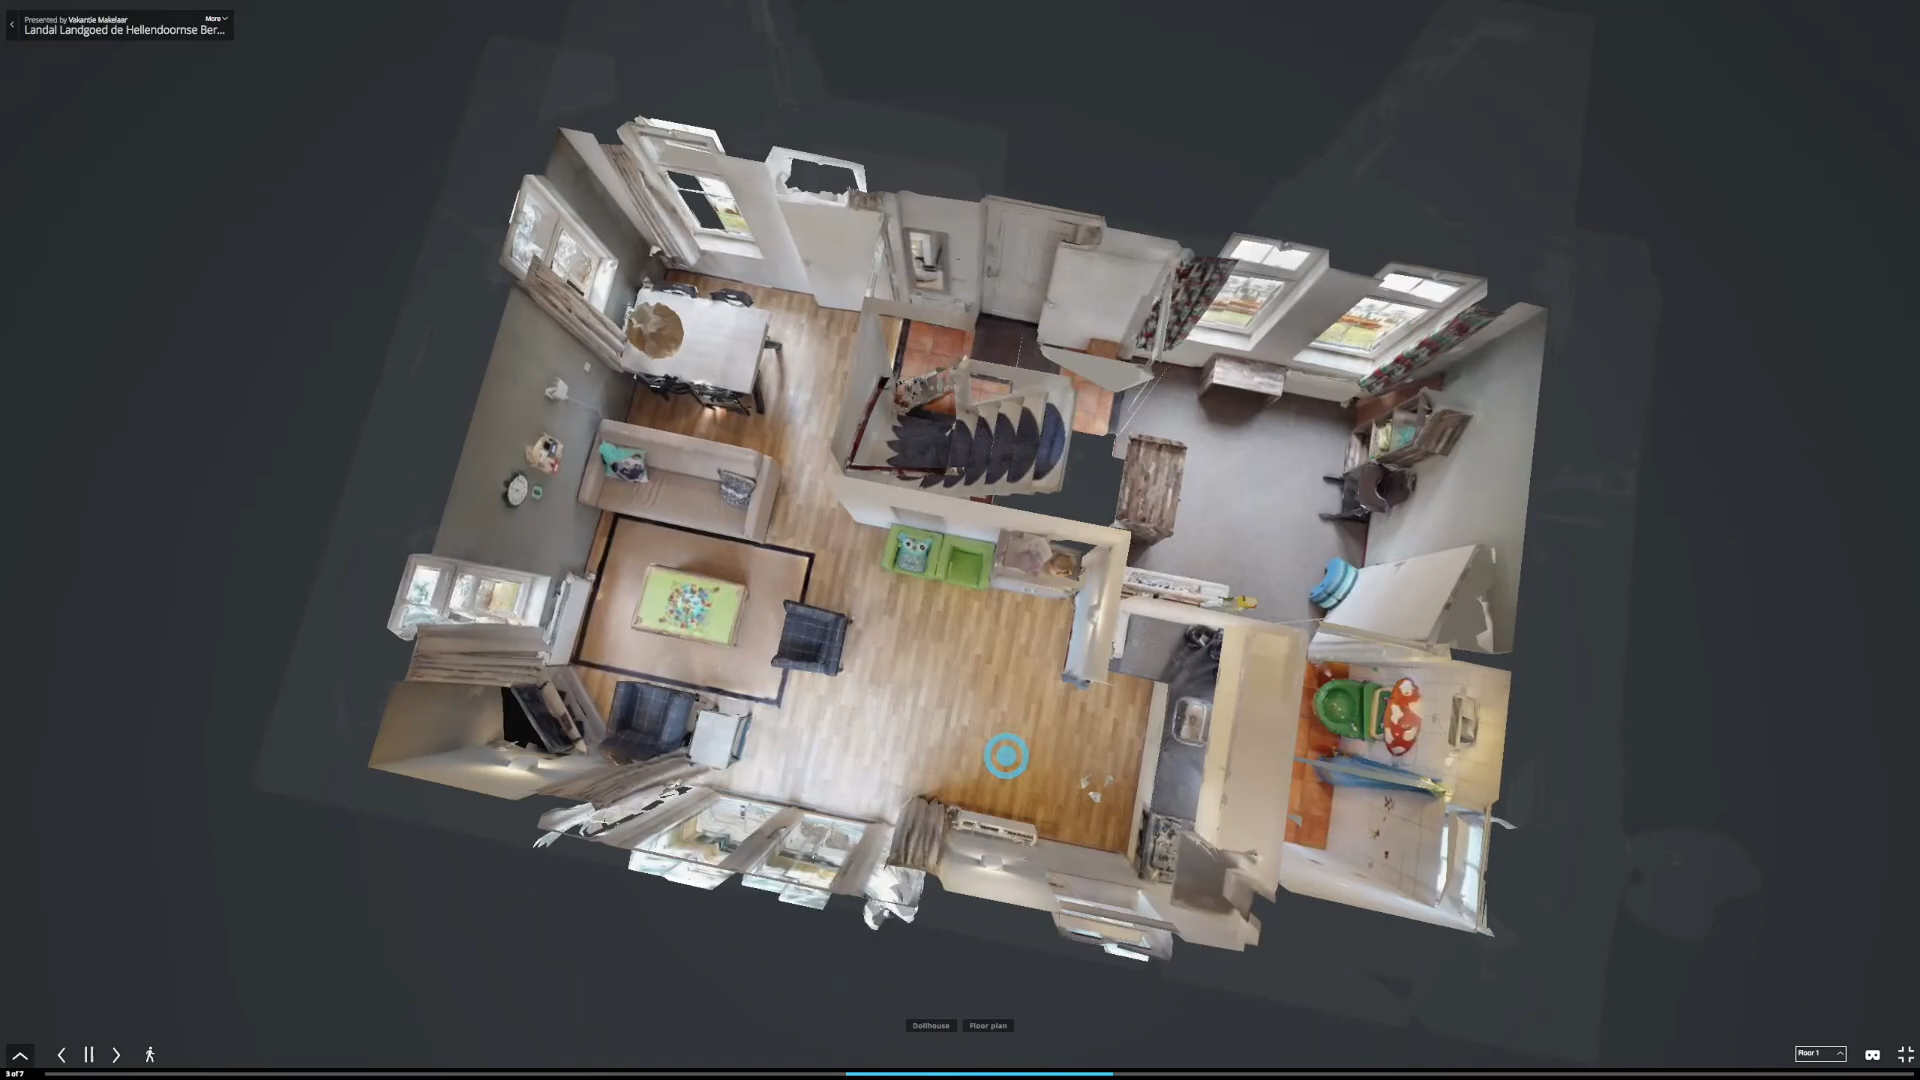 Presented by Vakantie Makelaar
More
Landal Landgoed de Hellendoornse Ber...
Dollhouse
Floor plan
Floor 1
3 of 7